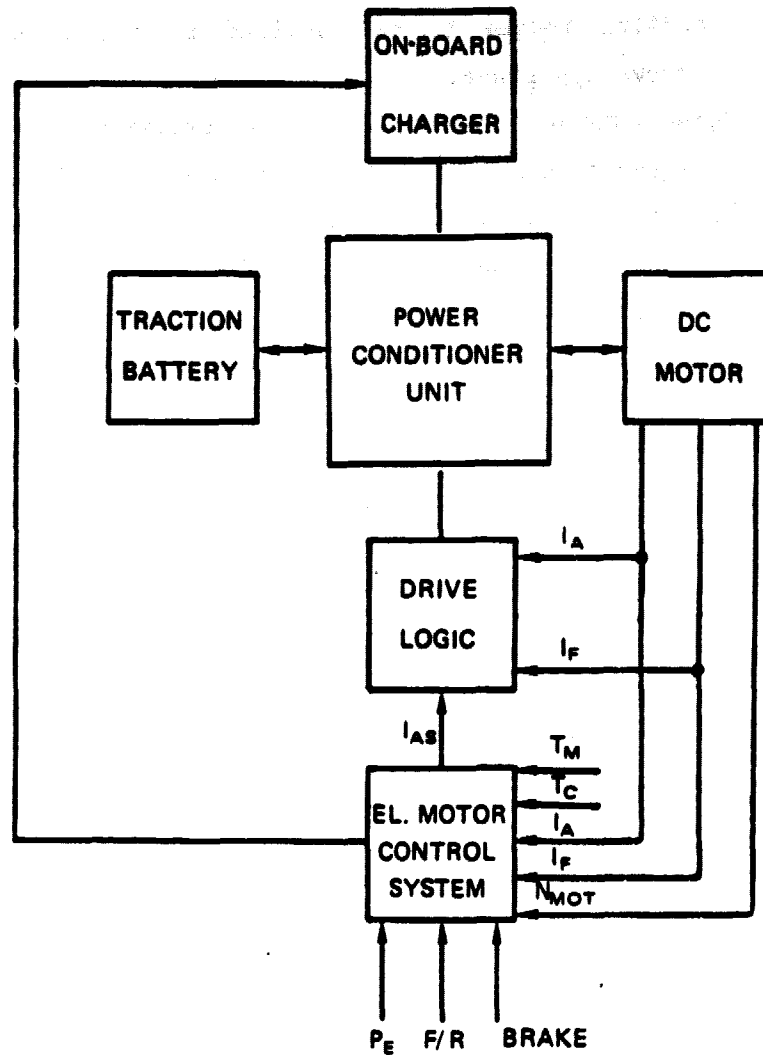 ON-BOARD
CHARGER
TRACTION
BATTERY
POWER
CONDITIONER
UNIT
DC
MOTOR
DRIVE
LOGIC
I_A
I_F
I_AS
EL. MOTOR
CONTROL
SYSTEM
T_M
T_C
I_A
I_F
N_MOT
P_E F/R BRAKE